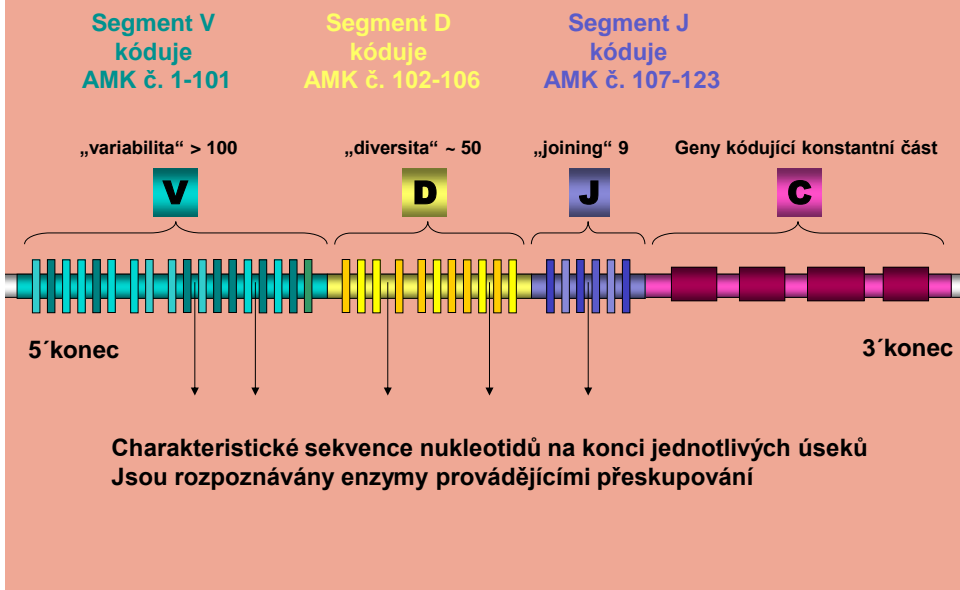 Segment V
kóduje
AMK č. 1-101
Segment D
kóduje
AMK č. 102-106
Segment J
kóduje
AMK č. 107-123
„variabilita“ > 100
„diversita“ ~ 50
„joining“ 9
Geny kódující konstantní část
V
D
J
C
5´konec
3´konec
Charakteristické sekvence nukleotidů na konci jednotlivých úseků
Jsou rozpoznávány enzymy provádějícími přeskupování